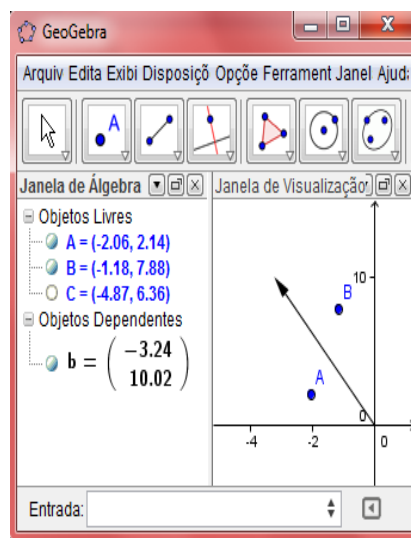 GeoGebra
Arquiv Edita Exibi Disposiçõ Opçõe Ferrament Janel Ajud
A
Janela de Álgebra
Objetos Livres
A = (-2.06, 2.14)
B = (-1.18, 7.88)
C = (-4.87, 6.36)
Objetos Dependentes
b = ( −3.24
10.02 )
Janela de Visualização
10
B
A
0
-4 -2 0
Entrada: